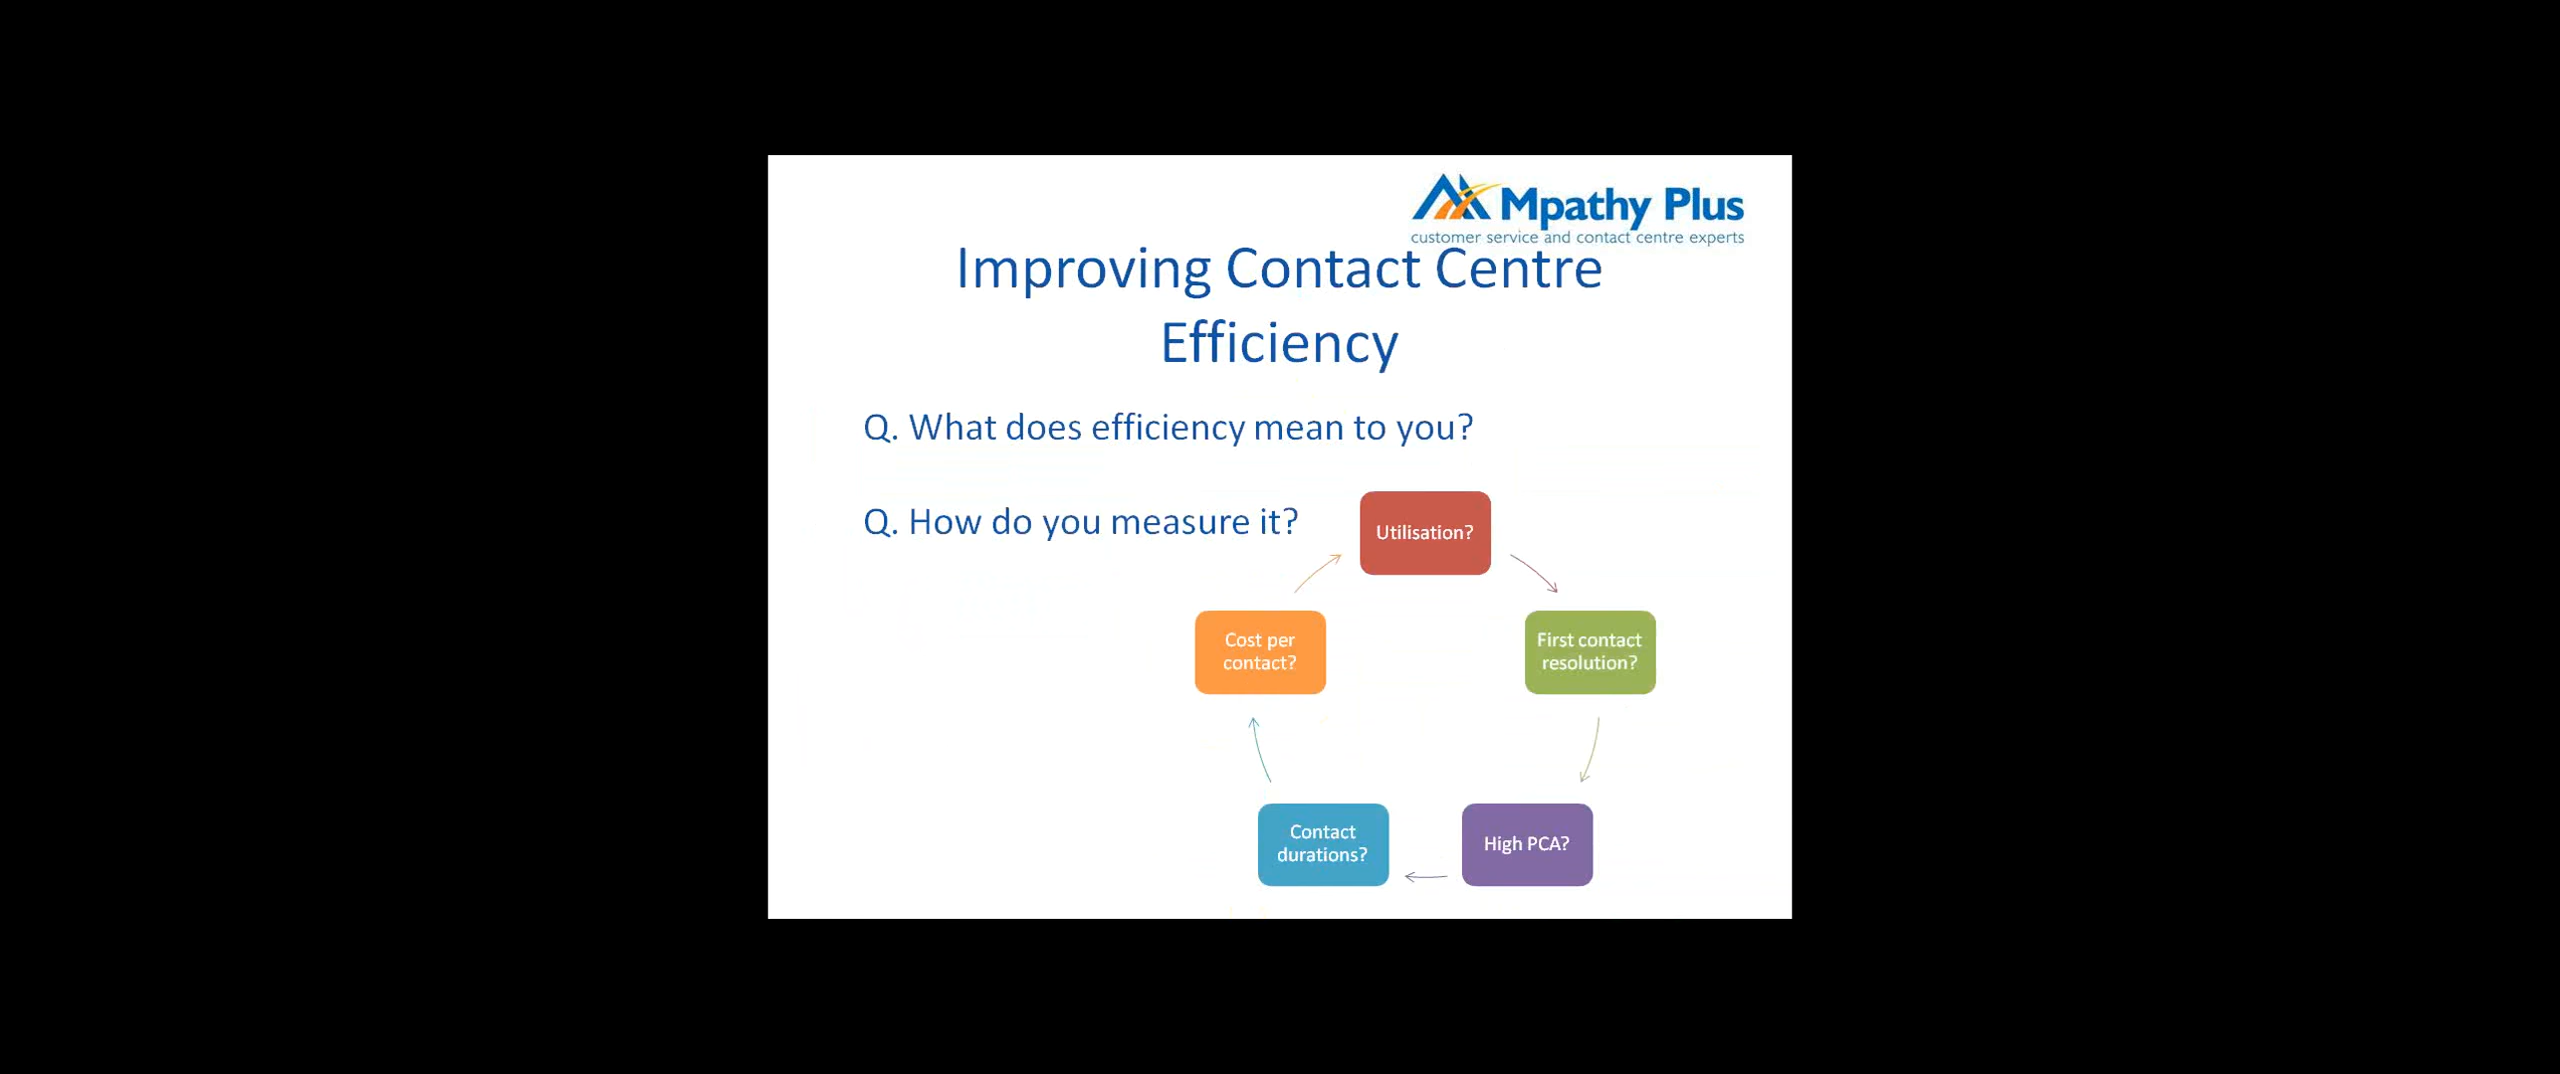 Mpathy Plus
customer service and contact centre experts
Improving Contact Centre
Efficiency
Q. What does efficiency mean to you?
Q. How do you measure it?
Utilisation?
First contact
resolution?
High PCA?
Contact
durations?
Cost per
contact?